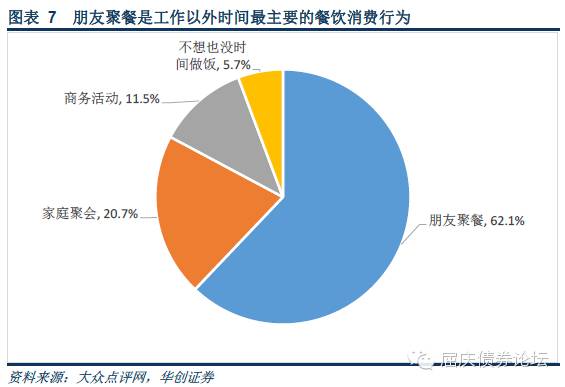 图表 7 朋友聚餐是工作以外时间最主要的餐饮消费行为
不想也没时
间做饭, 5.7%
商务活动, 11.5%
家庭聚会, 20.7%
朋友聚餐, 62.1%
屈庆债券论坛
资料来源：大众点评网，华创证券